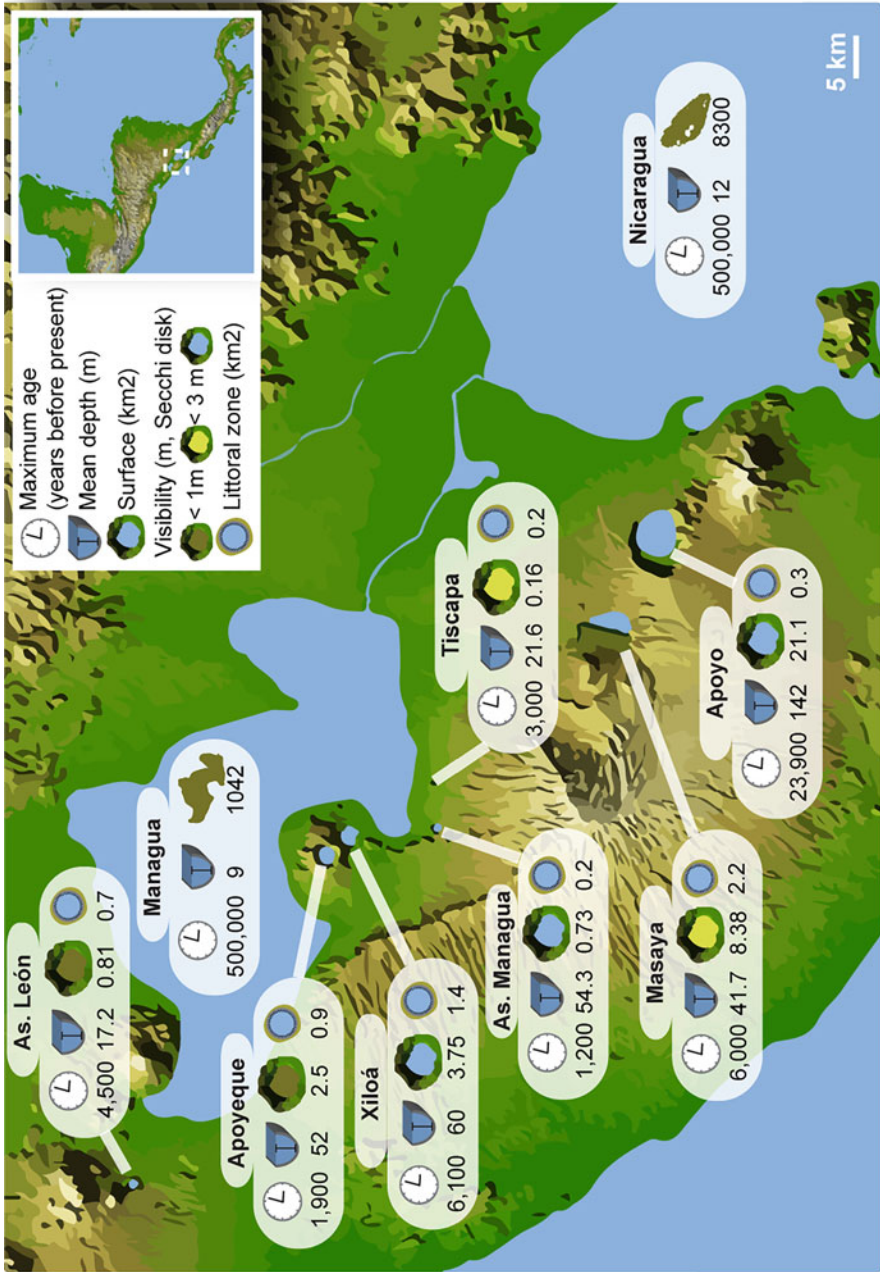 Maximum age
(years before present)
Mean depth (m)
Surface (km2)
Visibility (m, Secchi disk)
< 1m < 3 m
Littoral zone (km2)
As. León
4,500 17.2 0.81 0.7
Managua
500,000 9 1042
Apoyeque
1,900 52 2.5 0.9
Xiloá
6,100 60 3.75 1.4
As. Managua
1,200 54.3 0.73 0.2
Tiscapa
3,000 21.6 0.16 0.2
Masaya
6,000 41.7 8.38 2.2
Apoyo
23,900 142 21.1 0.3
Nicaragua
500,000 12 8300
5 km